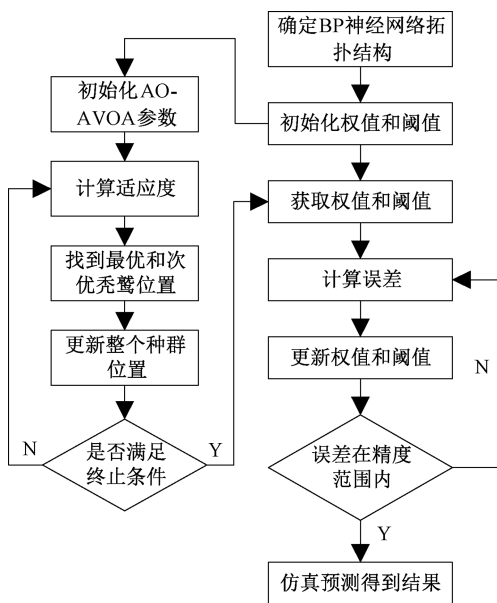 确定BP神经网络拓
扑结构
初始化AO-
AVOA参数
初始化权值和阈值
计算适应度
获取权值和阈值
找到最优和次
优秃鹫位置
计算误差
更新整个种群
位置
更新权值和阈值
N
N
是否满足
终止条件
Y
误差在精度
范围内
Y
仿真预测得到结果